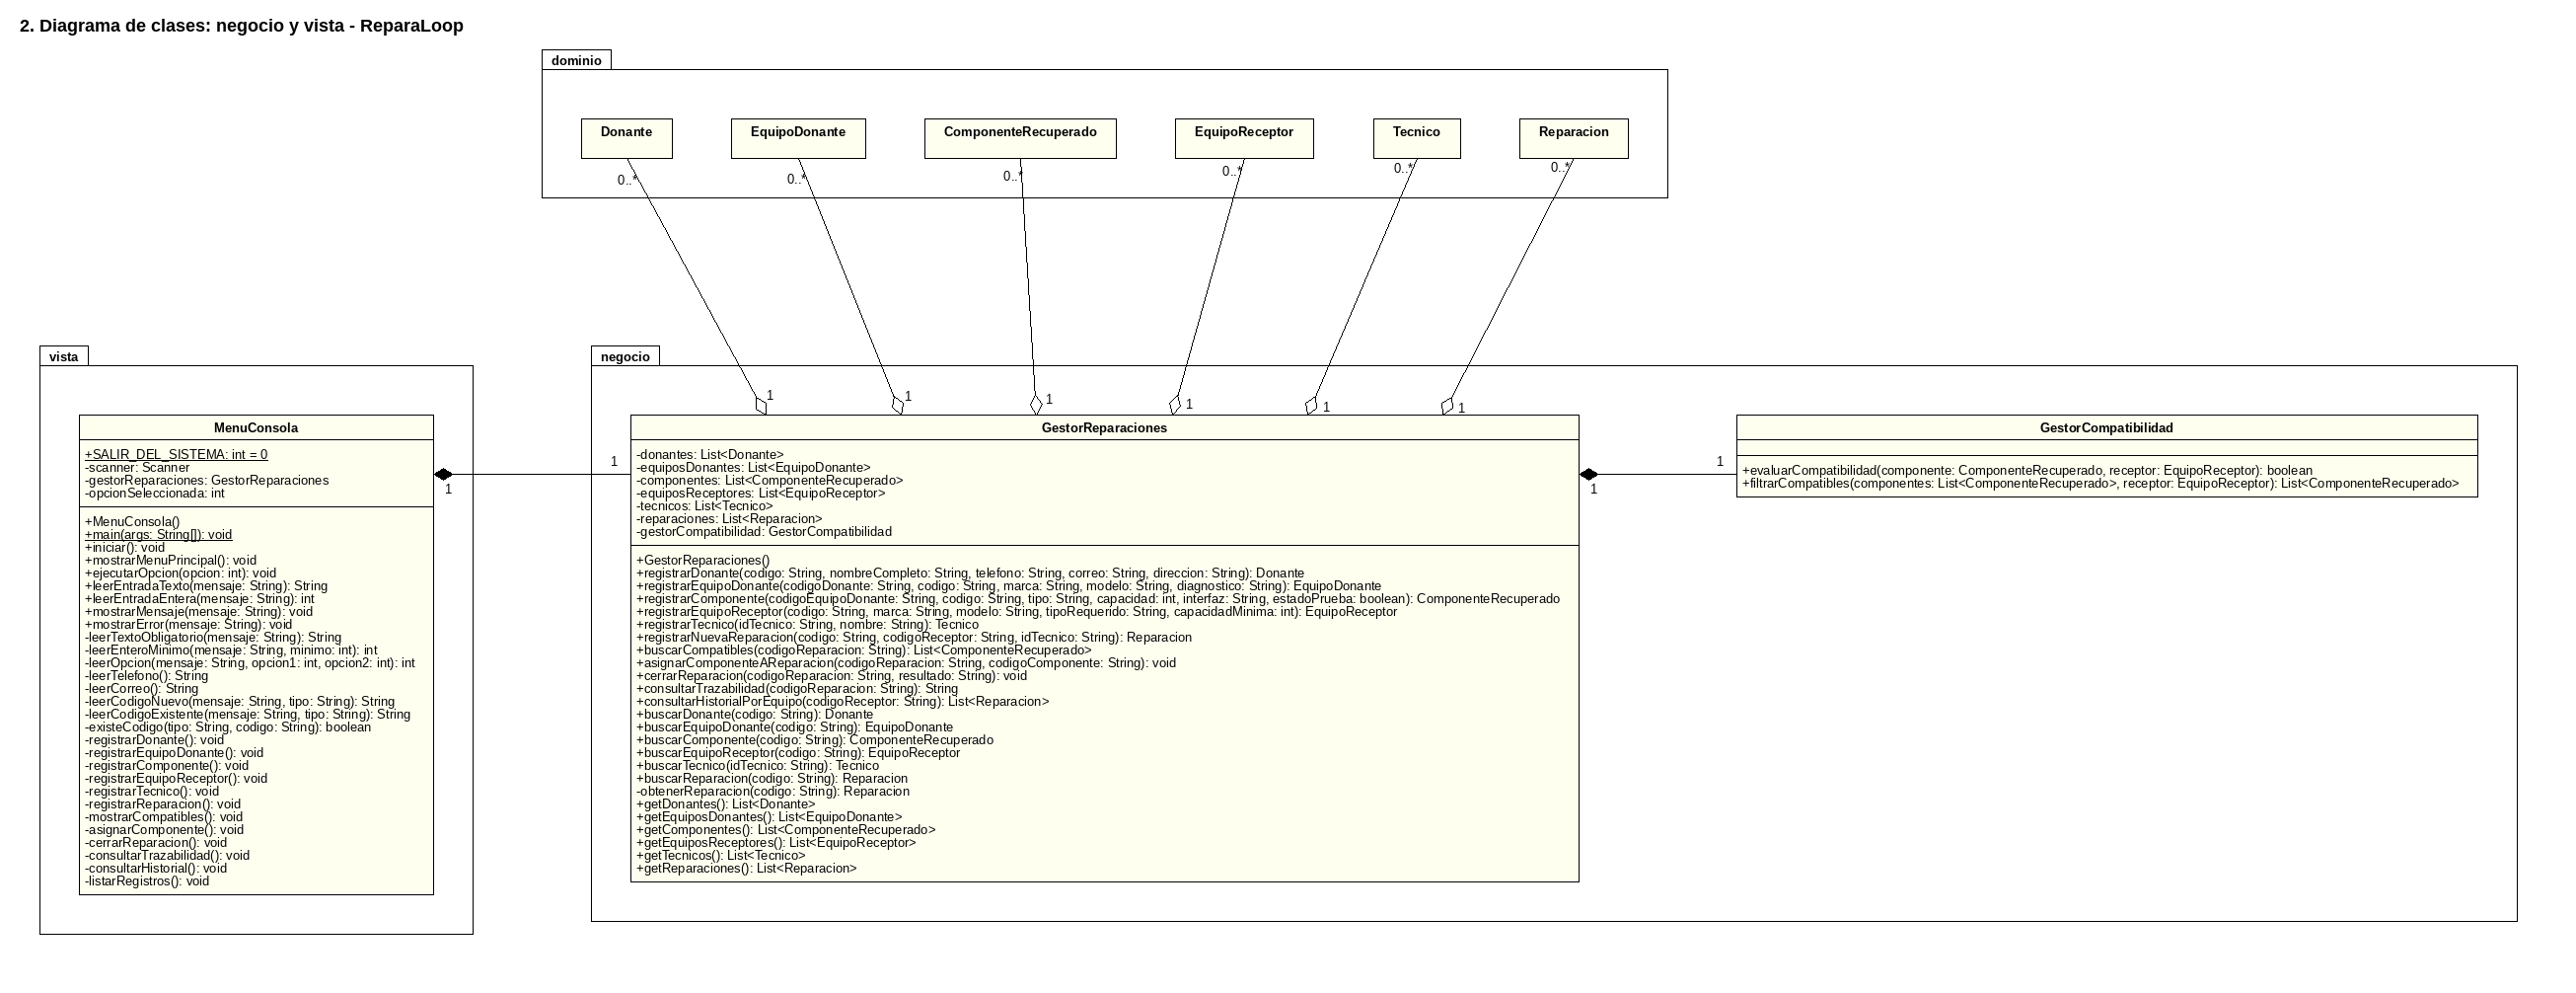 2. Diagrama de clases: negocio y vista - ReparaLoop
dominio
Donante
EquipoDonante
ComponenteRecuperado
EquipoReceptor
Tecnico
Reparacion
0..*
0..*
0..*
0..*
0..*
0..*
vista
negocio
1
1
1
1
1
1
MenuConsola
+SALIR_DEL_SISTEMA: int = 0
-scanner: Scanner
-gestorReparaciones: GestorReparaciones
-opcionSeleccionada: int
+MenuConsola()
+main(args: String[]): void
+iniciar(): void
+mostrarMenuPrincipal(): void
+ejecutarOpcion(opcion: int): void
+leerEntradaTexto(mensaje: String): String
+leerEntradaEntera(mensaje: String): int
+mostrarMensaje(mensaje: String): void
+mostrarError(mensaje: String): void
-leerTextoObligatorio(mensaje: String): String
-leerEnteroMinimo(mensaje: String, minimo: int): int
-leerOpcion(mensaje: String, opcion1: int, opcion2: int): int
-leerTelefono(): String
-leerCorreo(): String
-leerCodigoNuevo(mensaje: String, tipo: String): String
-leerCodigoExistente(mensaje: String, tipo: String): String
-existeCodigo(tipo: String, codigo: String): boolean
-registrarDonante(): void
-registrarEquipoDonante(): void
-registrarComponente(): void
-registrarEquipoReceptor(): void
-registrarTecnico(): void
-registrarReparacion(): void
-mostrarCompatibles(): void
-asignarComponente(): void
-cerrarReparacion(): void
-consultarTrazabilidad(): void
-consultarHistorial(): void
-listarRegistros(): void
1
1
GestorReparaciones
-donantes: List<Donante>
-equiposDonantes: List<EquipoDonante>
-componentes: List<ComponenteRecuperado>
-equiposReceptores: List<EquipoReceptor>
-tecnicos: List<Tecnico>
-reparaciones: List<Reparacion>
-gestorCompatibilidad: GestorCompatibilidad
+GestorReparaciones()
+registrarDonante(codigo: String, nombreCompleto: String, telefono: String, correo: String, direccion: String): Donante
+registrarEquipoDonante(codigoDonante: String, codigo: String, marca: String, modelo: String, diagnostico: String): EquipoDonante
+registrarComponente(codigoEquipoDonante: String, codigo: String, tipo: String, capacidad: int, interfaz: String, estadoPrueba: boolean): ComponenteRecuperado
+registrarEquipoReceptor(codigo: String, marca: String, modelo: String, tipoRequerido: String, capacidadMinima: int): EquipoReceptor
+registrarTecnico(idTecnico: String, nombre: String): Tecnico
+registrarNuevaReparacion(codigo: String, codigoReceptor: String, idTecnico: String): Reparacion
+buscarCompatibles(codigoReparacion: String): List<ComponenteRecuperado>
+asignarComponenteAReparacion(codigoReparacion: String, codigoComponente: String): void
+cerrarReparacion(codigoReparacion: String, resultado: String): void
+consultarTrazabilidad(codigoReparacion: String): String
+consultarHistorialPorEquipo(codigoReceptor: String): List<Reparacion>
+buscarDonante(codigo: String): Donante
+buscarEquipoDonante(codigo: String): EquipoDonante
+buscarComponente(codigo: String): ComponenteRecuperado
+buscarEquipoReceptor(codigo: String): EquipoReceptor
+buscarTecnico(idTecnico: String): Tecnico
+buscarReparacion(codigo: String): Reparacion
-obtenerReparacion(codigo: String): Reparacion
+getDonantes(): List<Donante>
+getEquiposDonantes(): List<EquipoDonante>
+getComponentes(): List<ComponenteRecuperado>
+getEquiposReceptores(): List<EquipoReceptor>
+getTecnicos(): List<Tecnico>
+getReparaciones(): List<Reparacion>
1
1
GestorCompatibilidad
+evaluarCompatibilidad(componente: ComponenteRecuperado, receptor: EquipoReceptor): boolean
+filtrarCompatibles(componentes: List<ComponenteRecuperado>, receptor: EquipoReceptor): List<ComponenteRecuperado>